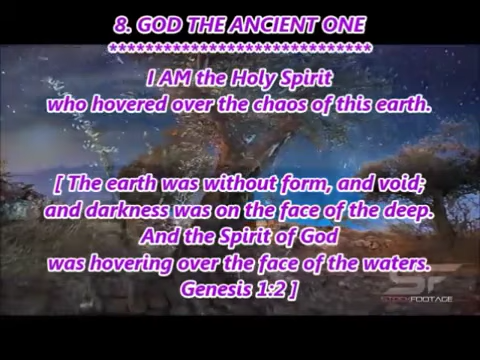 8. GOD THE ANCIENT ONE
*****************************
I AM the Holy Spirit
who hovered over the chaos of this earth.
[ The earth was without form, and void;
and darkness was on the face of the deep.
And the Spirit of God
was hovering over the face of the waters.
Genesis 1:2 ]
SF
STOCKFOOTAGE